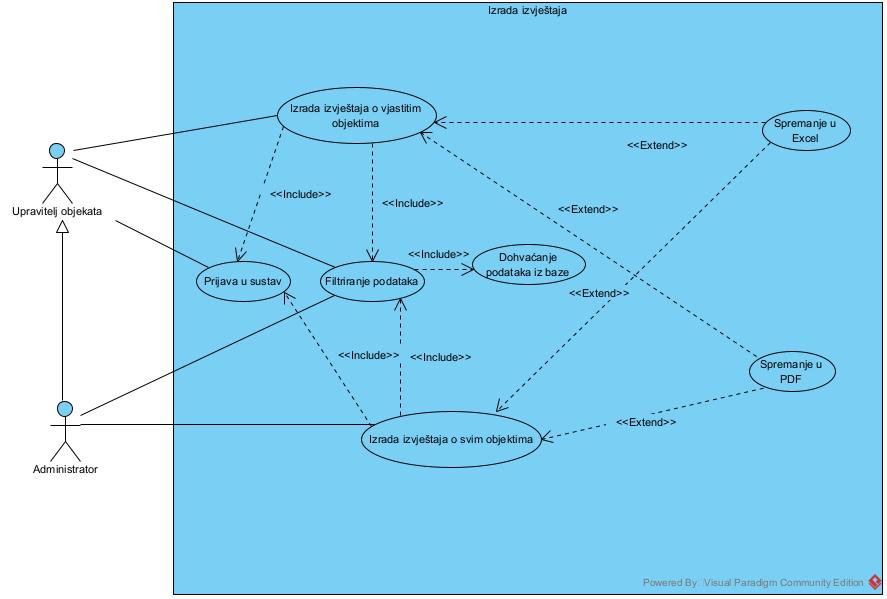 Izrada izvještaja
Izrada izvještaja o vjastitim
objektima
Spremanje u
Excel
<<Extend>>
<<Include>>
<<Include>>
<<Extend>>
Upravitelj objekata
<<Include>>
Dohvaćanje
podataka iz baze
Prijava u sustav
Filtriranje podataka
<<Extend>>
<<Include>>
<<Include>>
Spremanje u
PDF
<<Extend>>
Izrada izvještaja o svim objektima
Administrator
Powered By Visual Paradigm Community Edition